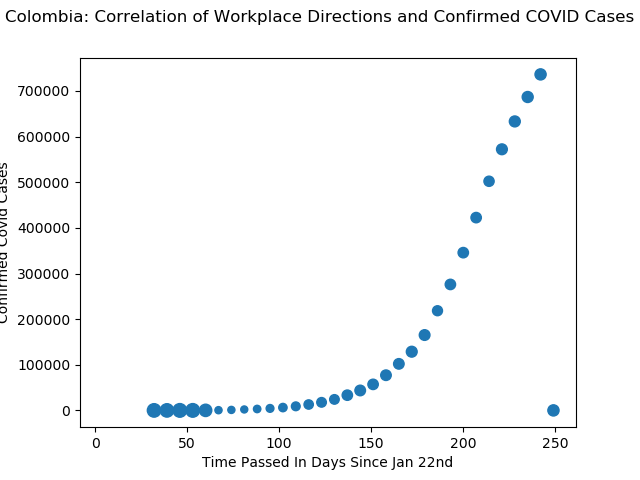 Colombia: Correlation of Workplace Directions and Confirmed COVID Cases
Confirmed Covid Cases
700000
600000
500000
400000
300000
200000
100000
0
0 50 100 150 200 250
Time Passed In Days Since Jan 22nd